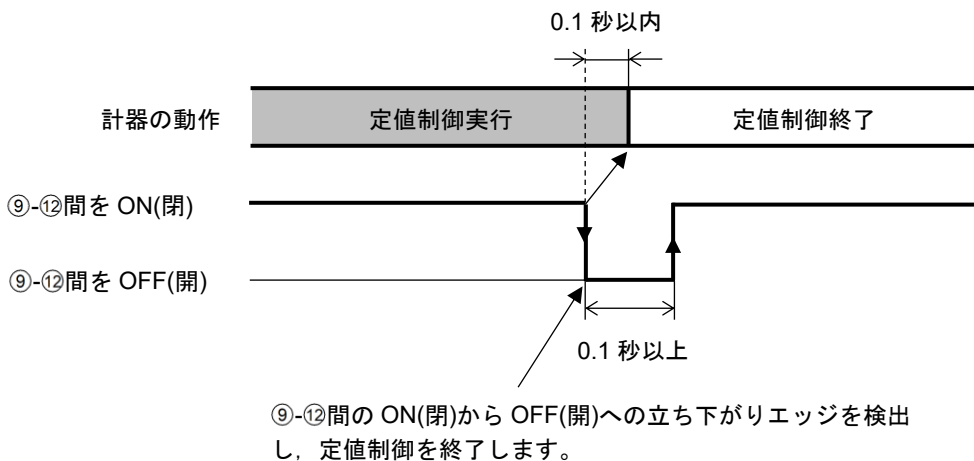 0.1 秒以内
計器の動作
定値制御実行
定値制御終了
⑨-⑫間を ON(閉)
⑨-⑫間を OFF(開)
0.1 秒以上
⑨-⑫間の ON(閉)から OFF(開)への立ち下がりエッジを検出
し，定値制御を終了します。